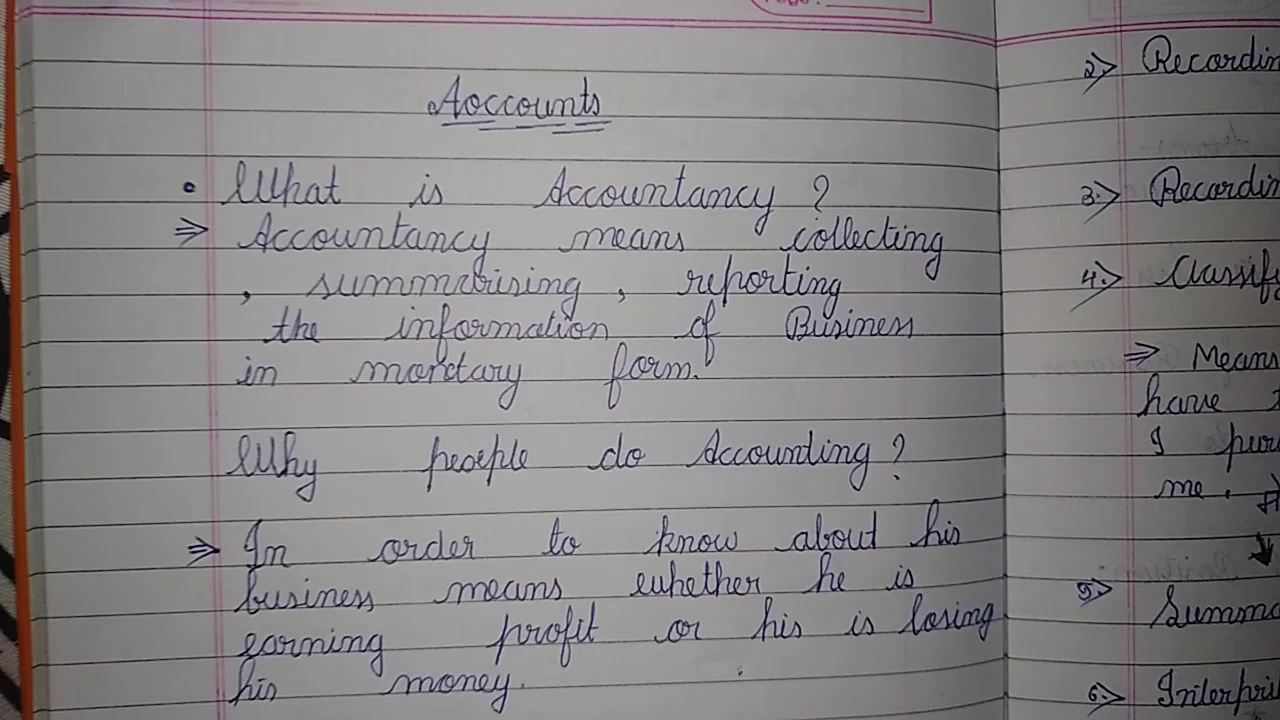 Accounts
• What is Accountancy ?
⇒ Accountancy means collecting
, summarising, reporting
the information of Business
in monetary form.
Why people do Accounting ?
⇒ In order to know about his
business means whether he is
earning profit or his is losing
his money.
2.> Recordin
3.> Recordin
4.> Classify
⇒ Means
have
I pur
me.
5.> Summa
6.> Interpri